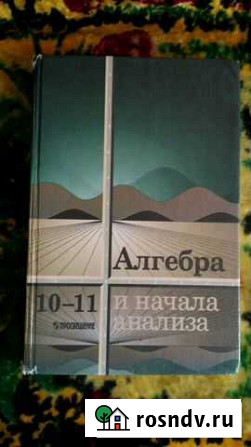 Алгебра
10–11
и начала
анализа
ПРОСВЕЩЕНИЕ
rosndv.ru